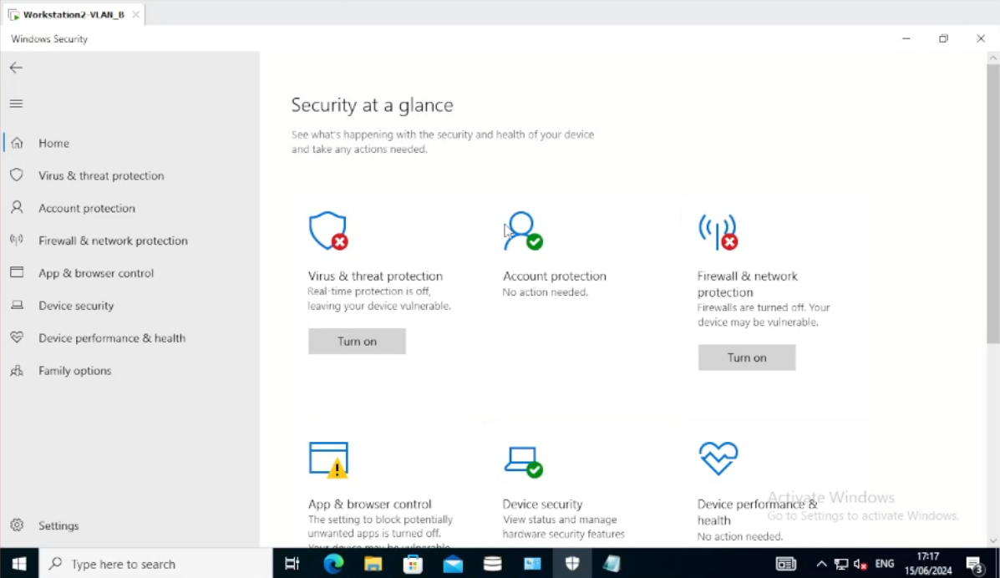 Workstation2-VLAN_B
Windows Security
Home
Virus & threat protection
Account protection
Firewall & network protection
App & browser control
Device security
Device performance & health
Family options
Settings
Security at a glance
See what's happening with the security and health of your device
and take any actions needed.
Virus & threat protection
Real-time protection is off,
leaving your device vulnerable.
Turn on
Account protection
No action needed.
Firewall & network
protection
Firewalls are turned off. Your
device may be vulnerable.
Turn on
App & browser control
The setting to block potentially
unwanted apps is turned off.
Your device may be vulnerable.
Device security
View status and manage
hardware security features
Device performance &
health
No action needed.
Activate Windows
Go to Settings to activate Windows.
Type here to search
ENG
17:17
15/06/2024
3